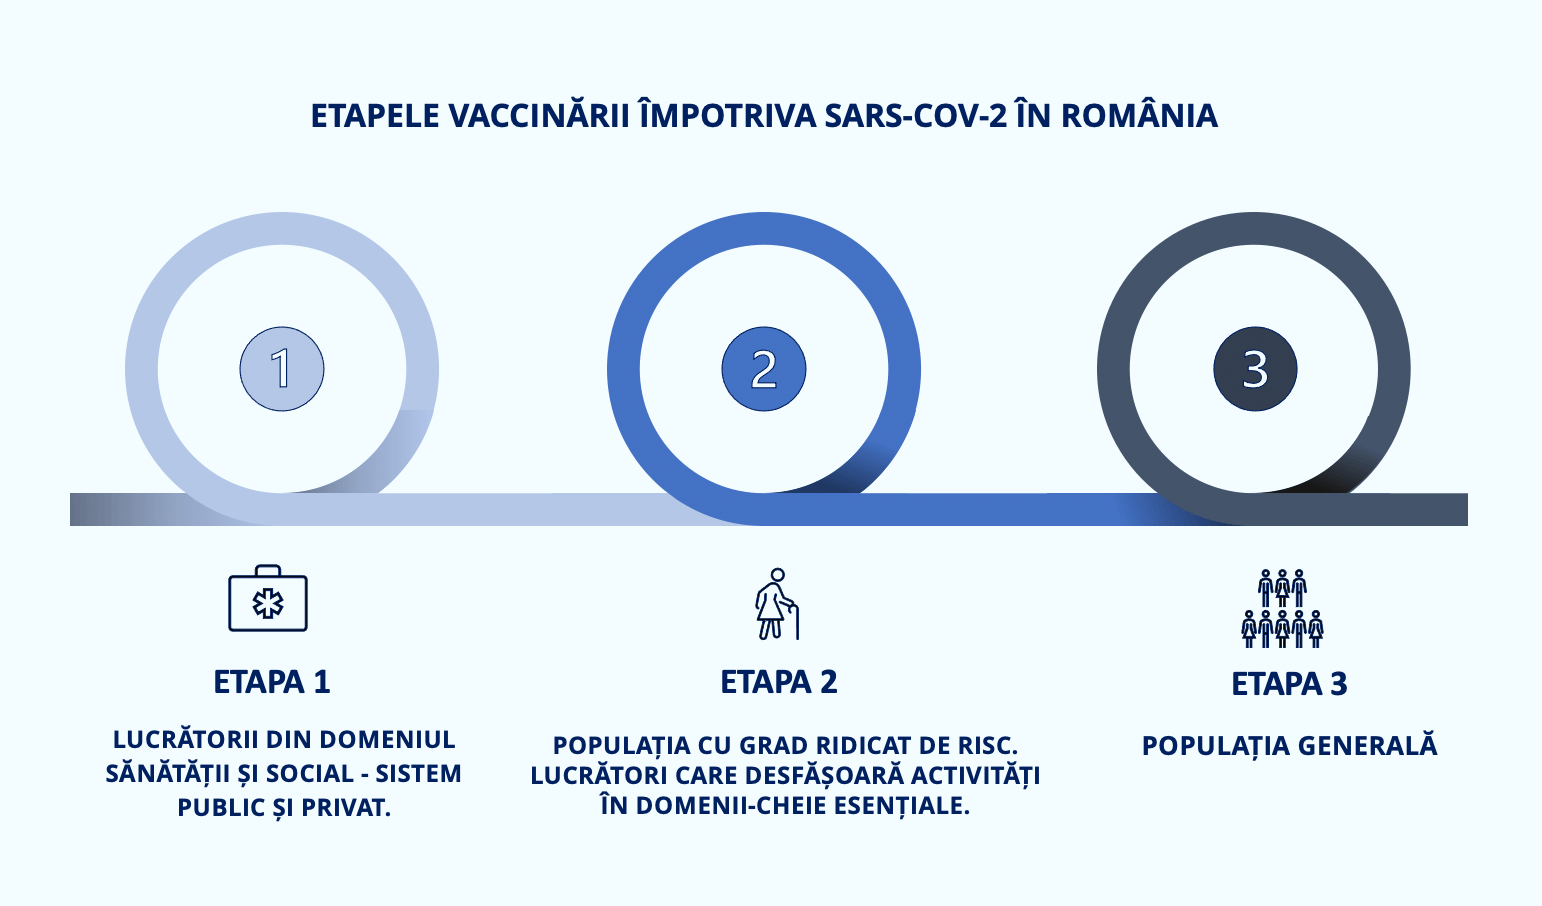 ETAPELE VACCINĂRII ÎMPOTRIVA SARS-COV-2 ÎN ROMÂNIA
1
2
3
ETAPA 1
LUCRĂTORII DIN DOMENIUL
SĂNĂTĂȚII ȘI SOCIAL - SISTEM
PUBLIC ȘI PRIVAT.
ETAPA 2
POPULAȚIA CU GRAD RIDICAT DE RISC.
LUCRĂTORI CARE DESFĂȘOARĂ ACTIVITĂȚI
ÎN DOMENII-CHEIE ESENȚIALE.
ETAPA 3
POPULAȚIA GENERALĂ